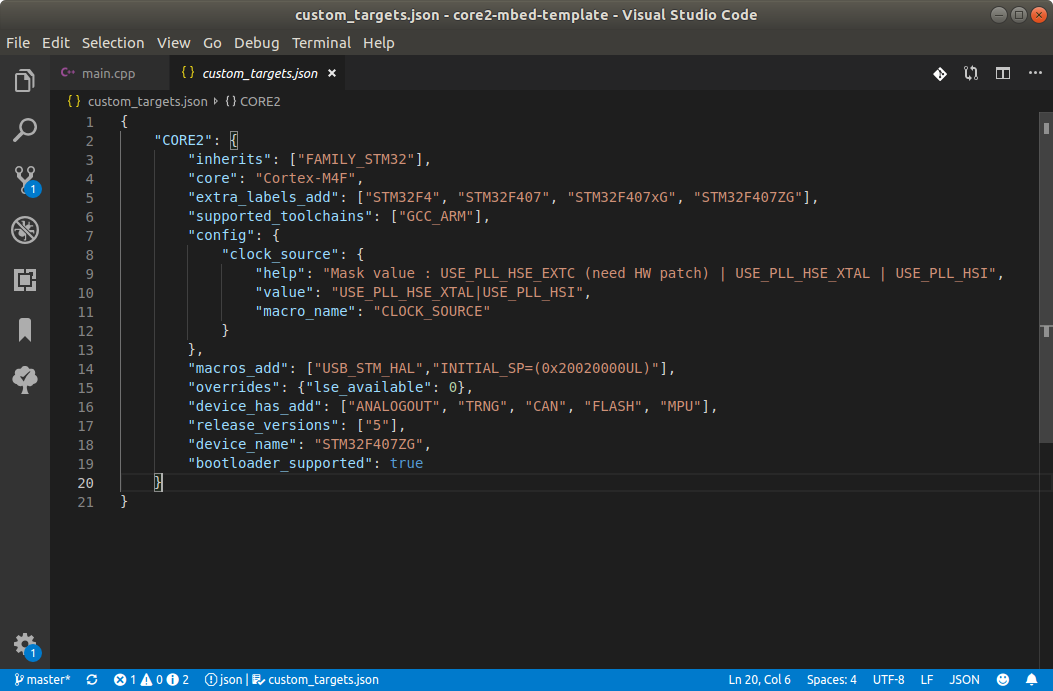 custom_targets.json - core2-mbed-template - Visual Studio Code
File Edit Selection View Go Debug Terminal Help
C++ main.cpp { } custom_targets.json ×
{ } custom_targets.json { } CORE2
1 {
2 "CORE2": {
3 "inherits": ["FAMILY_STM32"],
4 "core": "Cortex-M4F",
5 "extra_labels_add": ["STM32F4", "STM32F407", "STM32F407xG", "STM32F407ZG"],
6 "supported_toolchains": ["GCC_ARM"],
7 "config": {
8 "clock_source": {
9 "help": "Mask value : USE_PLL_HSE_EXTC (need HW patch) | USE_PLL_HSE_XTAL | USE_PLL_HSI",
10 "value": "USE_PLL_HSE_XTAL|USE_PLL_HSI",
11 "macro_name": "CLOCK_SOURCE"
12 }
13 },
14 "macros_add": ["USB_STM_HAL","INITIAL_SP=(0x20020000UL)"],
15 "overrides": {"lse_available": 0},
16 "device_has_add": ["ANALOGOUT", "TRNG", "CAN", "FLASH", "MPU"],
17 "release_versions": ["5"],
18 "device_name": "STM32F407ZG",
19 "bootloader_supported": true
20 }
21 }
1
1
master* 1 0 2 json | custom_targets.json Ln 20, Col 6 Spaces: 4 UTF-8 LF JSON